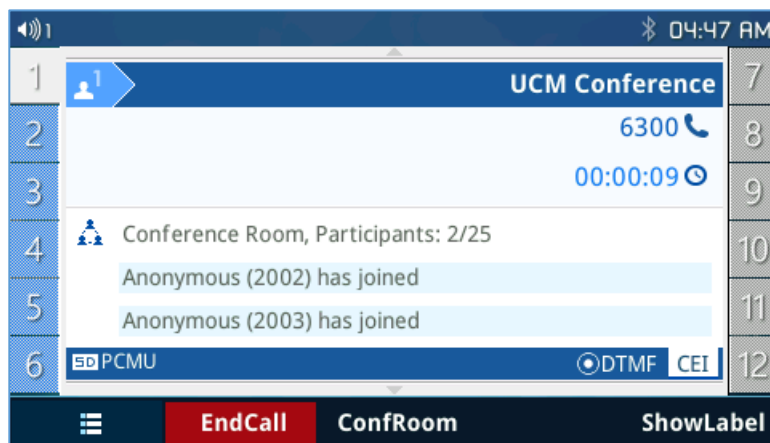 1 04:47 AM
1 1 UCM Conference 7
2 6300 8
3 00:00:09 9
4 Conference Room, Participants: 2/25 10
Anonymous (2002) has joined
5 Anonymous (2003) has joined 11
6 SD PCMU DTMF CEI 12
EndCall ConfRoom ShowLabel